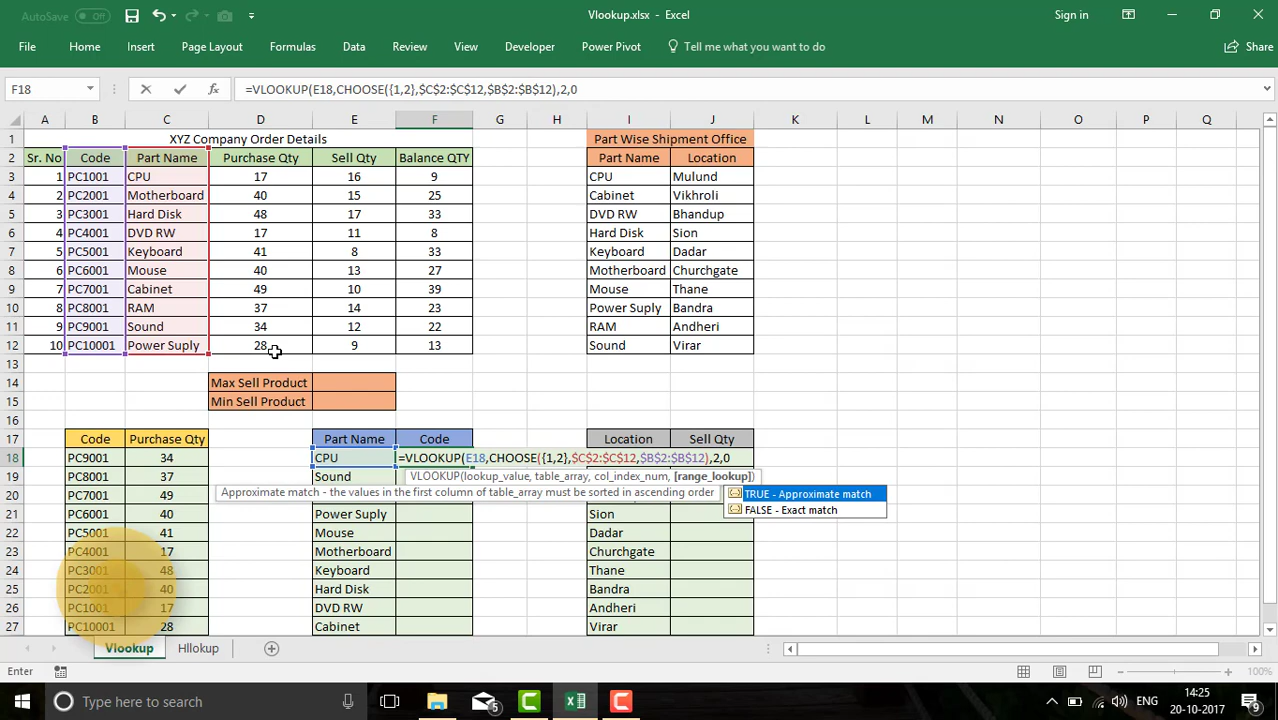 AutoSave Off
Vlookup.xlsx - Excel
Sign in
File Home Insert Page Layout Formulas Data Review View Developer Power Pivot Tell me what you want to do Share
F18 fx =VLOOKUP(E18,CHOOSE({1,2},$C$2:$C$12,$B$2:$B$12),2,0
A B C D E F G H I J K L M N O P Q
1 XYZ Company Order Details Part Wise Shipment Office
2 Sr. No Code Part Name Purchase Qty Sell Qty Balance QTY Part Name Location
3 1 PC1001 CPU 17 16 9 CPU Mulund
4 2 PC2001 Motherboard 40 15 25 Cabinet Vikhroli
5 3 PC3001 Hard Disk 48 17 33 DVD RW Bhandup
6 4 PC4001 DVD RW 17 11 8 Hard Disk Sion
7 5 PC5001 Keyboard 41 8 33 Keyboard Dadar
8 6 PC6001 Mouse 40 13 27 Motherboard Churchgate
9 7 PC7001 Cabinet 49 10 39 Mouse Thane
10 8 PC8001 RAM 37 14 23 Power Suply Bandra
11 9 PC9001 Sound 34 12 22 RAM Andheri
12 10 PC10001 Power Suply 28 9 13 Sound Virar
13
14 Max Sell Product
15 Min Sell Product
16
17 Code Purchase Qty Part Name Code Location Sell Qty
18 PC9001 34 CPU =VLOOKUP(E18,CHOOSE({1,2},$C$2:$C$12,$B$2:$B$12),2,0
19 PC8001 37 Sound VLOOKUP(lookup_value, table_array, col_index_num, [range_lookup])
20 PC7001 49 Approximate match - the values in the first column of table_array must be sorted in ascending order TRUE - Approximate match
FALSE - Exact match
21 PC6001 40 Power Suply Sion
22 PC5001 41 Mouse Dadar
23 PC4001 17 Motherboard Churchgate
24 PC3001 48 Keyboard Thane
25 PC2001 40 Hard Disk Bandra
26 PC1001 17 DVD RW Andheri
27 PC10001 28 Cabinet Virar
Vlookup Hllokup
Enter 100%
Type here to search 5 ENG 14:25
20-10-2017 9